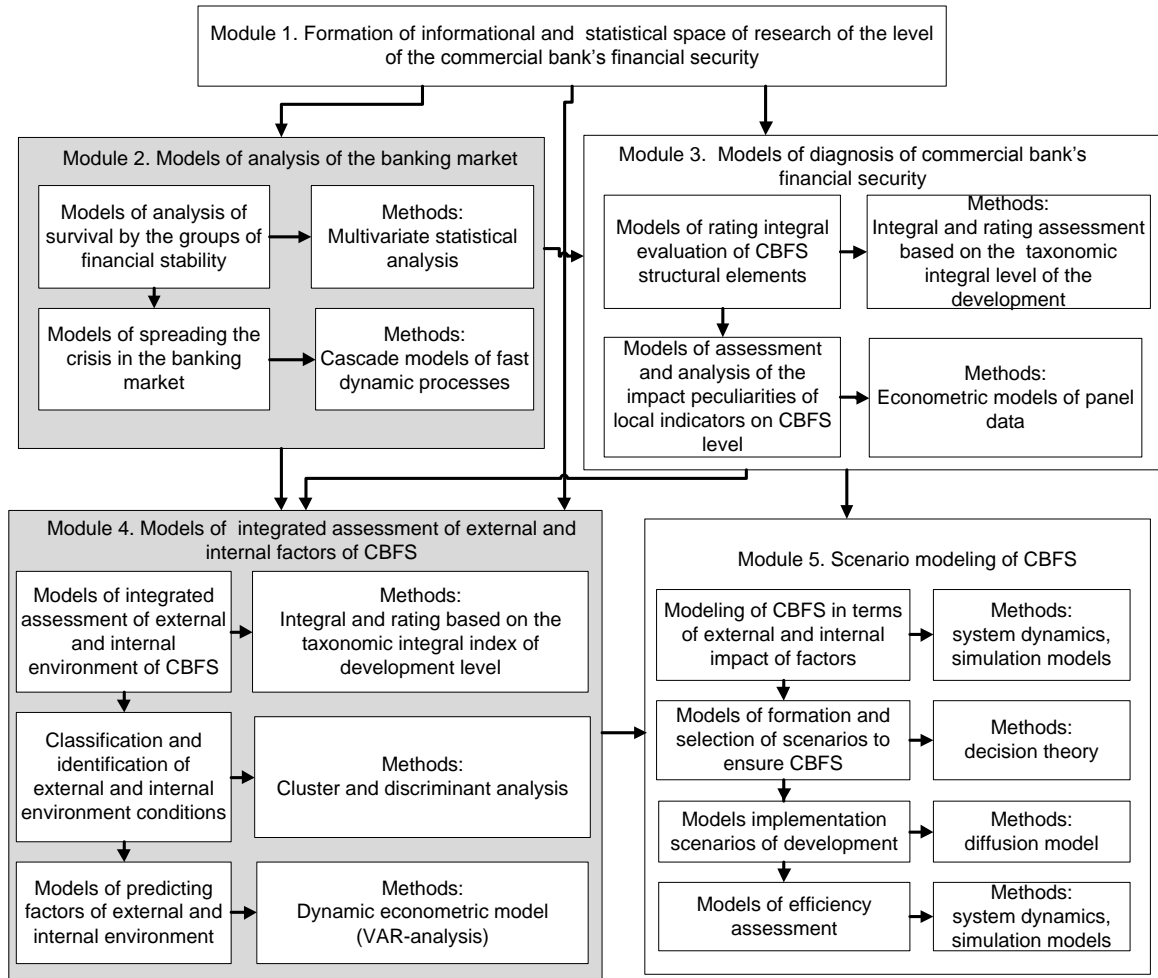 Module 1. Formation of informational and statistical space of research of the level
of the commercial bank's financial security
Module 2. Models of analysis of the banking market
Models of analysis of
survival by the groups of
financial stability
Methods:
Multivariate statistical
analysis
Models of spreading the
crisis in the banking
market
Methods:
Cascade models of fast
dynamic processes
Module 3. Models of diagnosis of commercial bank's
financial security
Models of rating integral
evaluation of CBFS
structural elements
Methods:
Integral and rating assessment
based on the taxonomic
integral level of the
development
Models of assessment
and analysis of the
impact peculiarities of
local indicators on CBFS
level
Methods:
Econometric models of panel
data
Module 4. Models of integrated assessment of external and
internal factors of CBFS
Models of integrated
assessment of external
and internal
environment of CBFS
Methods:
Integral and rating based on the
taxonomic integral index of
development level
Classification and
identification of
external and internal
environment conditions
Methods:
Cluster and discriminant analysis
Models of predicting
factors of external and
internal environment
Methods:
Dynamic econometric model
(VAR-analysis)
Module 5. Scenario modeling of CBFS
Modeling of CBFS in terms
of external and internal
impact of factors
Methods:
system dynamics,
simulation models
Models of formation and
selection of scenarios to
ensure CBFS
Methods:
decision theory
Models implementation
scenarios of development
Methods:
diffusion model
Models of efficiency
assessment
Methods:
system dynamics,
simulation models